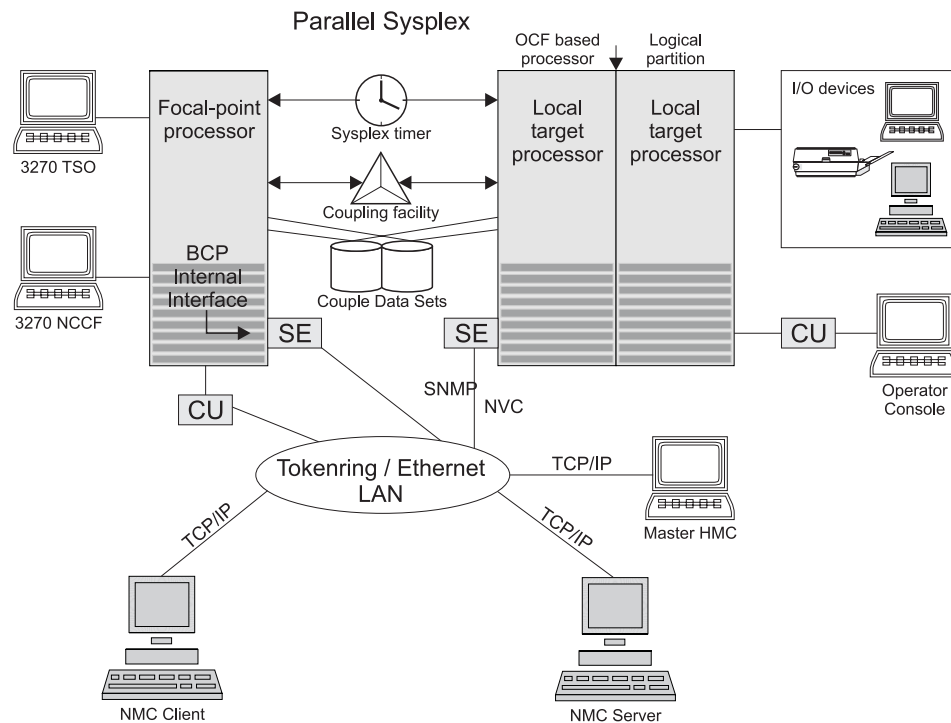 Parallel Sysplex
OCF based
processor
Logical
partition
3270 TSO
Focal-point
processor
Sysplex timer
Local
target
processor
Local
target
processor
I/O devices
Coupling facility
3270 NCCF
BCP
Internal
Interface
Couple Data Sets
SE
SE
CU
CU
Operator
Console
SNMP
NVC
Tokenring / Ethernet
LAN
TCP/IP
Master HMC
TCP/IP
TCP/IP
NMC Client
NMC Server